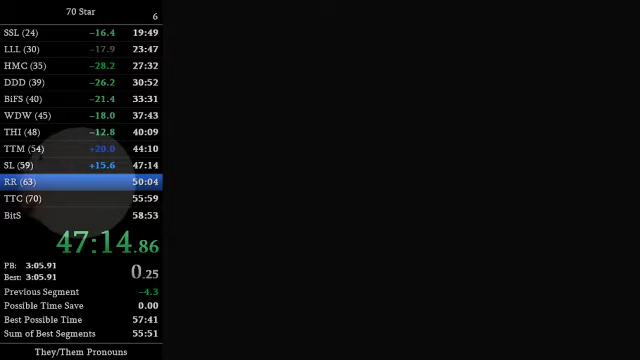 70 Star
6
SSL (24) −16.4 19:49
LLL (30) −17.9 23:47
HMC (35) −28.2 27:32
DDD (39) −26.2 30:52
BiFS (40) −21.4 33:31
WDW (45) −18.0 37:43
THI (48) −12.8 40:09
TTM (54) +20.0 44:10
SL (59) +15.6 47:14
RR (63) 50:04
TTC (70) 55:59
BitS 58:53
47:14.86
PB: 3:05.91
Best: 3:05.91
0.25
Previous Segment −4.3
Possible Time Save 0.00
Best Possible Time 57:41
Sum of Best Segments 55:51
They/Them Pronouns